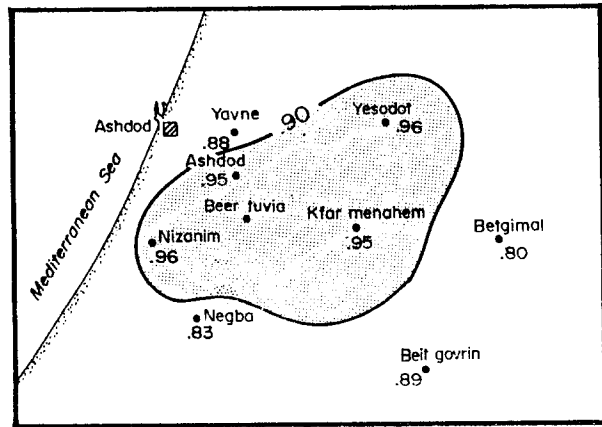 Mediterranean Sea
Ashdod
Yavne
.88
.90
Yesodot
.96
Ashdod
.95
Beer tuvia
Kfar menahem
.95
Nizanim
.96
Betgimal
.80
Negba
.83
Beit govrin
.89